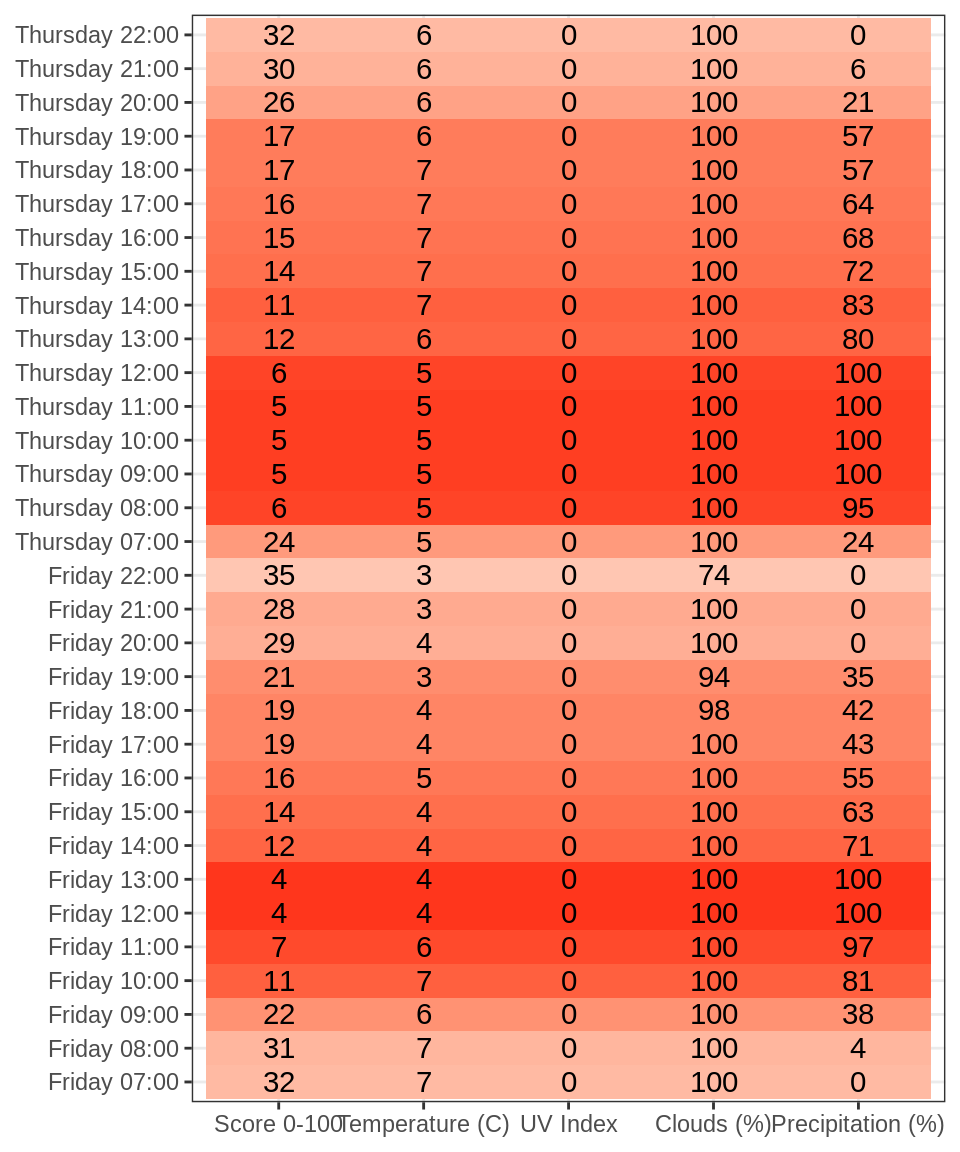 Thursday 22:00 32 6 0 100 0
Thursday 21:00 30 6 0 100 6
Thursday 20:00 26 6 0 100 21
Thursday 19:00 17 6 0 100 57
Thursday 18:00 17 7 0 100 57
Thursday 17:00 16 7 0 100 64
Thursday 16:00 15 7 0 100 68
Thursday 15:00 14 7 0 100 72
Thursday 14:00 11 7 0 100 83
Thursday 13:00 12 6 0 100 80
Thursday 12:00 6 5 0 100 100
Thursday 11:00 5 5 0 100 100
Thursday 10:00 5 5 0 100 100
Thursday 09:00 5 5 0 100 100
Thursday 08:00 6 5 0 100 95
Thursday 07:00 24 5 0 100 24
Friday 22:00 35 3 0 74 0
Friday 21:00 28 3 0 100 0
Friday 20:00 29 4 0 100 0
Friday 19:00 21 3 0 94 35
Friday 18:00 19 4 0 98 42
Friday 17:00 19 4 0 100 43
Friday 16:00 16 5 0 100 55
Friday 15:00 14 4 0 100 63
Friday 14:00 12 4 0 100 71
Friday 13:00 4 4 0 100 100
Friday 12:00 4 4 0 100 100
Friday 11:00 7 6 0 100 97
Friday 10:00 11 7 0 100 81
Friday 09:00 22 6 0 100 38
Friday 08:00 31 7 0 100 4
Friday 07:00 32 7 0 100 0
Score 0-100 Temperature (C) UV Index Clouds (%) Precipitation (%)